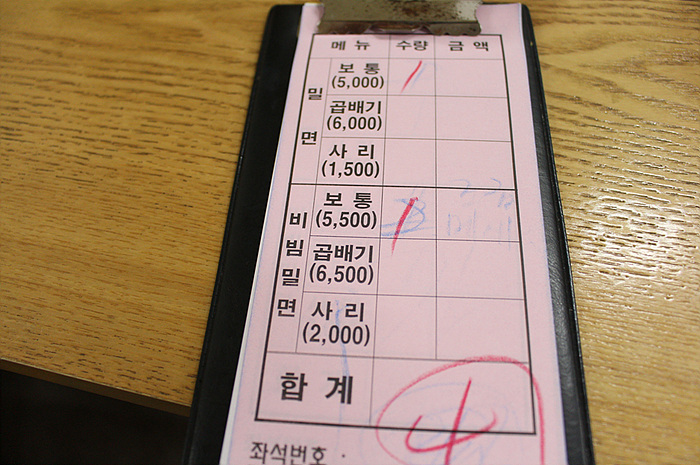 메뉴 수량 금액
밀면 보통 (5,000) /
곱배기 (6,000)
사리 (1,500)
비빔밀면 보통 (5,500) /
곱배기 (6,500)
사리 (2,000)
합계
좌석번호 :
4